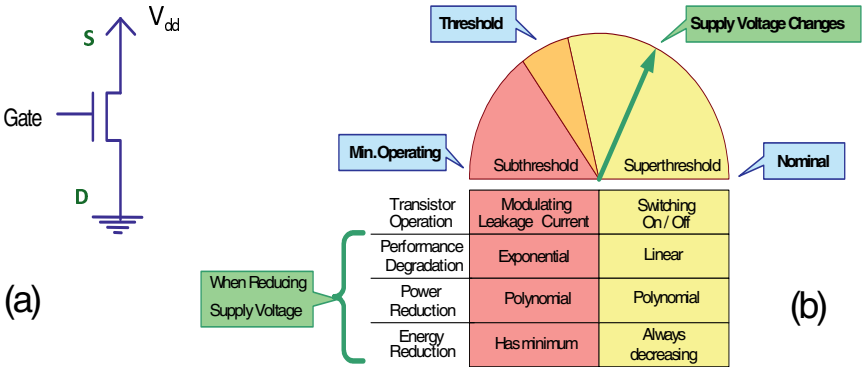 V_dd
S
Gate
D
(a)
Threshold
Supply Voltage Changes
Min. Operating
Subthreshold
Superthreshold
Nominal
Transistor
Operation
Modulating
Leakage Current
Switching
On / Off
Performance
Degradation
Exponential
Linear
When Reducing
Supply Voltage
Power
Reduction
Polynomial
Polynomial
Energy
Reduction
Has minimum
Always
decreasing
(b)